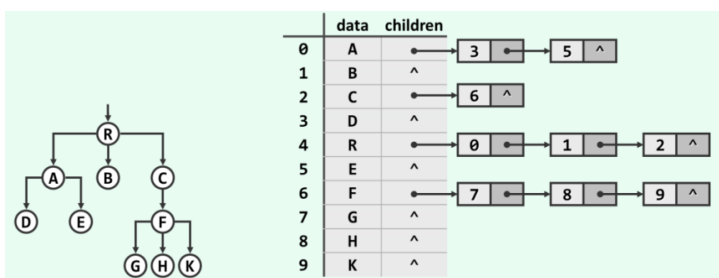 R
A B C
D E F
G H K
data children
0 A 3 5 ^
1 B ^
2 C 6 ^
3 D ^
4 R 0 1 2 ^
5 E ^
6 F 7 8 9 ^
7 G ^
8 H ^
9 K ^